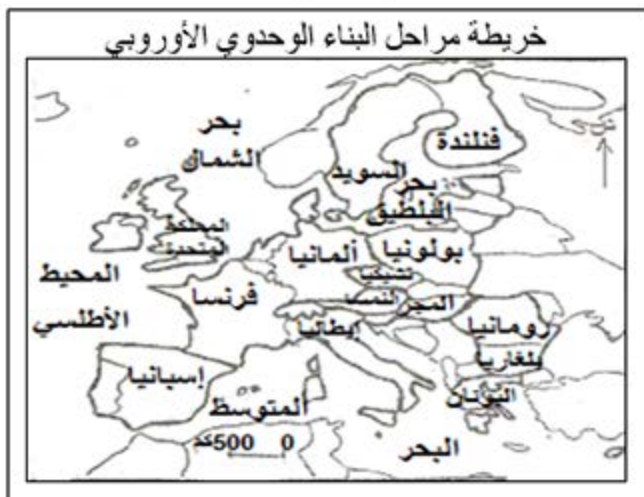 خريطة مراحل البناء الوحدوي الأوروبي
بحر
الشمال
فنلندة
السويد
بحر
البلطيق
المملكة
المتحدة
ألمانيا
بولونيا
تشيكيا
المحيط
الأطلسي
فرنسا
النمسا
المجر
رومانيا
إيطاليا
بلغاريا
إسبانيا
اليونان
المتوسط
البحر
500كم 0